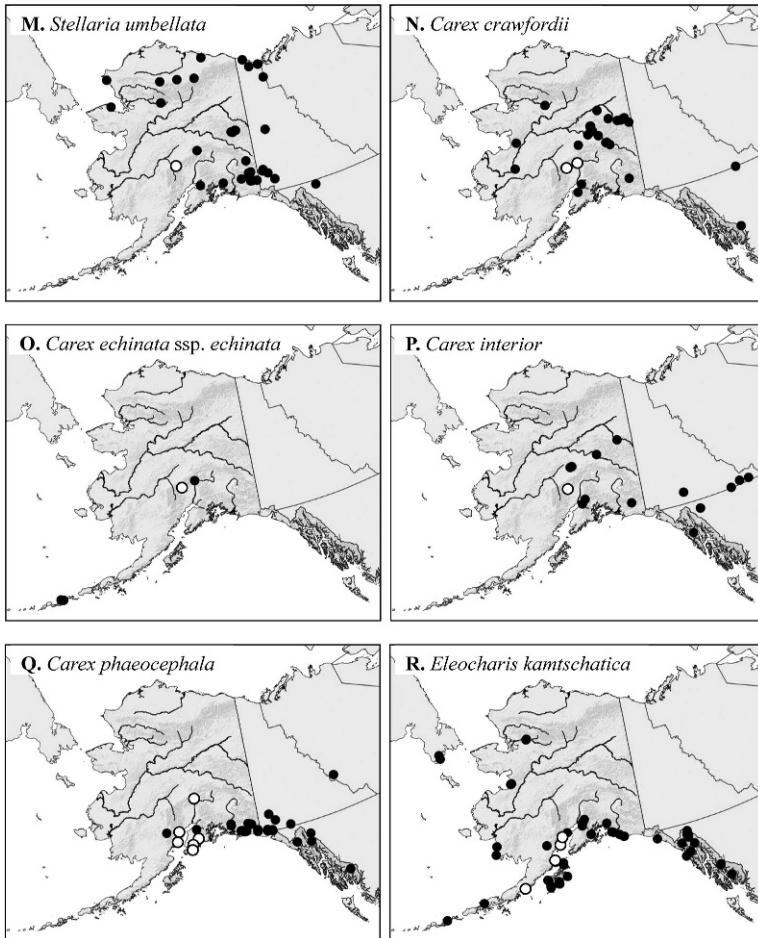 M. Stellaria umbellata
N. Carex crawfordii
O. Carex echinata ssp. echinata
P. Carex interior
Q. Carex phaeocephala
R. Eleocharis kamtschatica